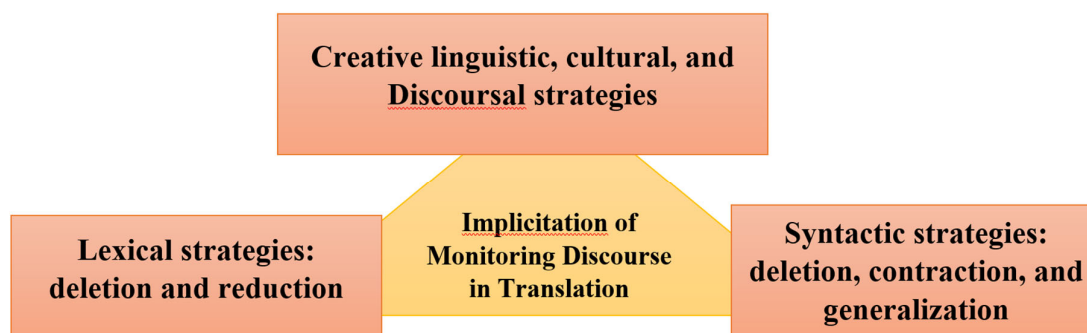 Creative linguistic, cultural, and
Discoursal strategies
Implicitation of
Monitoring Discourse
in Translation
Lexical strategies:
deletion and reduction
Syntactic strategies:
deletion, contraction, and
generalization